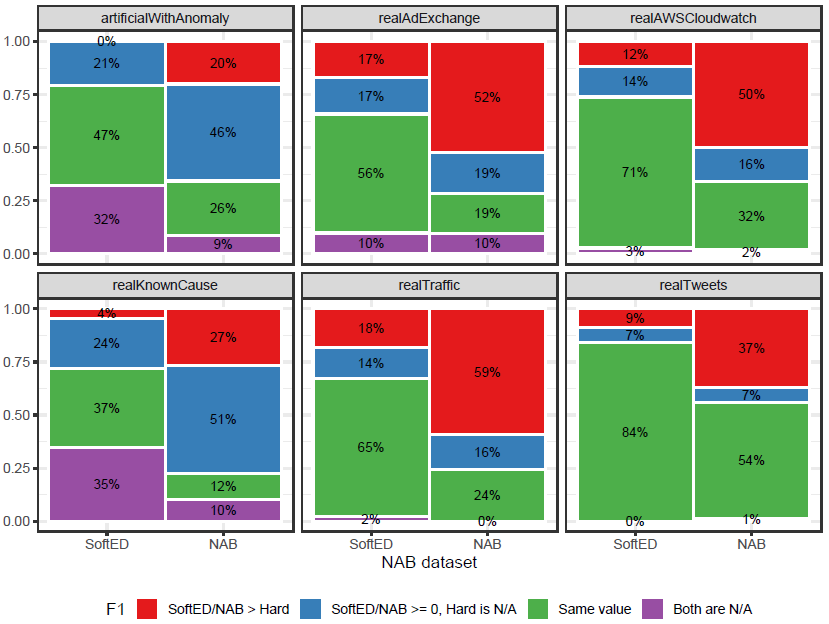 artificialWithAnomaly realAdExchange realAWSCloudwatch
1.00 0% 21% 20% 17% 17% 52% 12% 14% 50%
0.75
47% 46% 56% 19% 71% 16%
0.50
0.25 32% 26% 9% 10% 19% 10% 3% 32% 2%
0.00
realKnownCause realTraffic realTweets
1.00 4% 24% 27% 18% 14% 59% 9% 7% 37%
0.75
37% 51% 65% 16% 84% 7%
0.50
0.25 35% 12% 10% 2% 24% 0% 0% 54% 1%
0.00
SoftED NAB SoftED NAB SoftED NAB
NAB dataset
F1 SoftED/NAB > Hard SoftED/NAB >= 0, Hard is N/A Same value Both are N/A